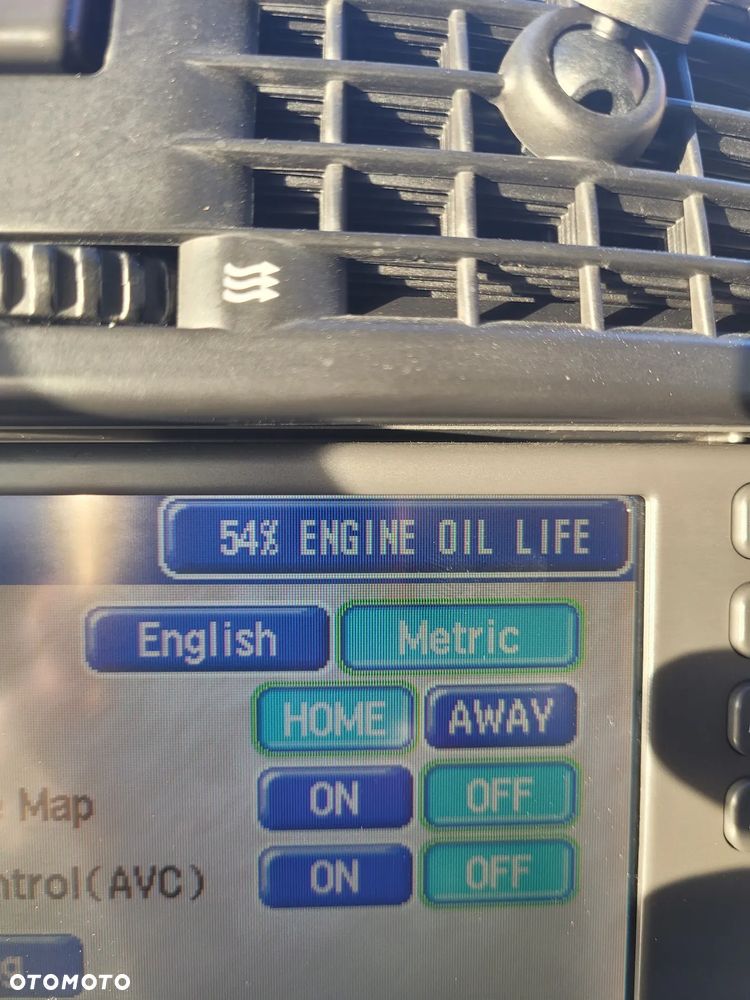 54% ENGINE OIL LIFE
English Metric
HOME AWAY
Map ON OFF
ntrol(AVC) ON OFF
g
OTOMOTO